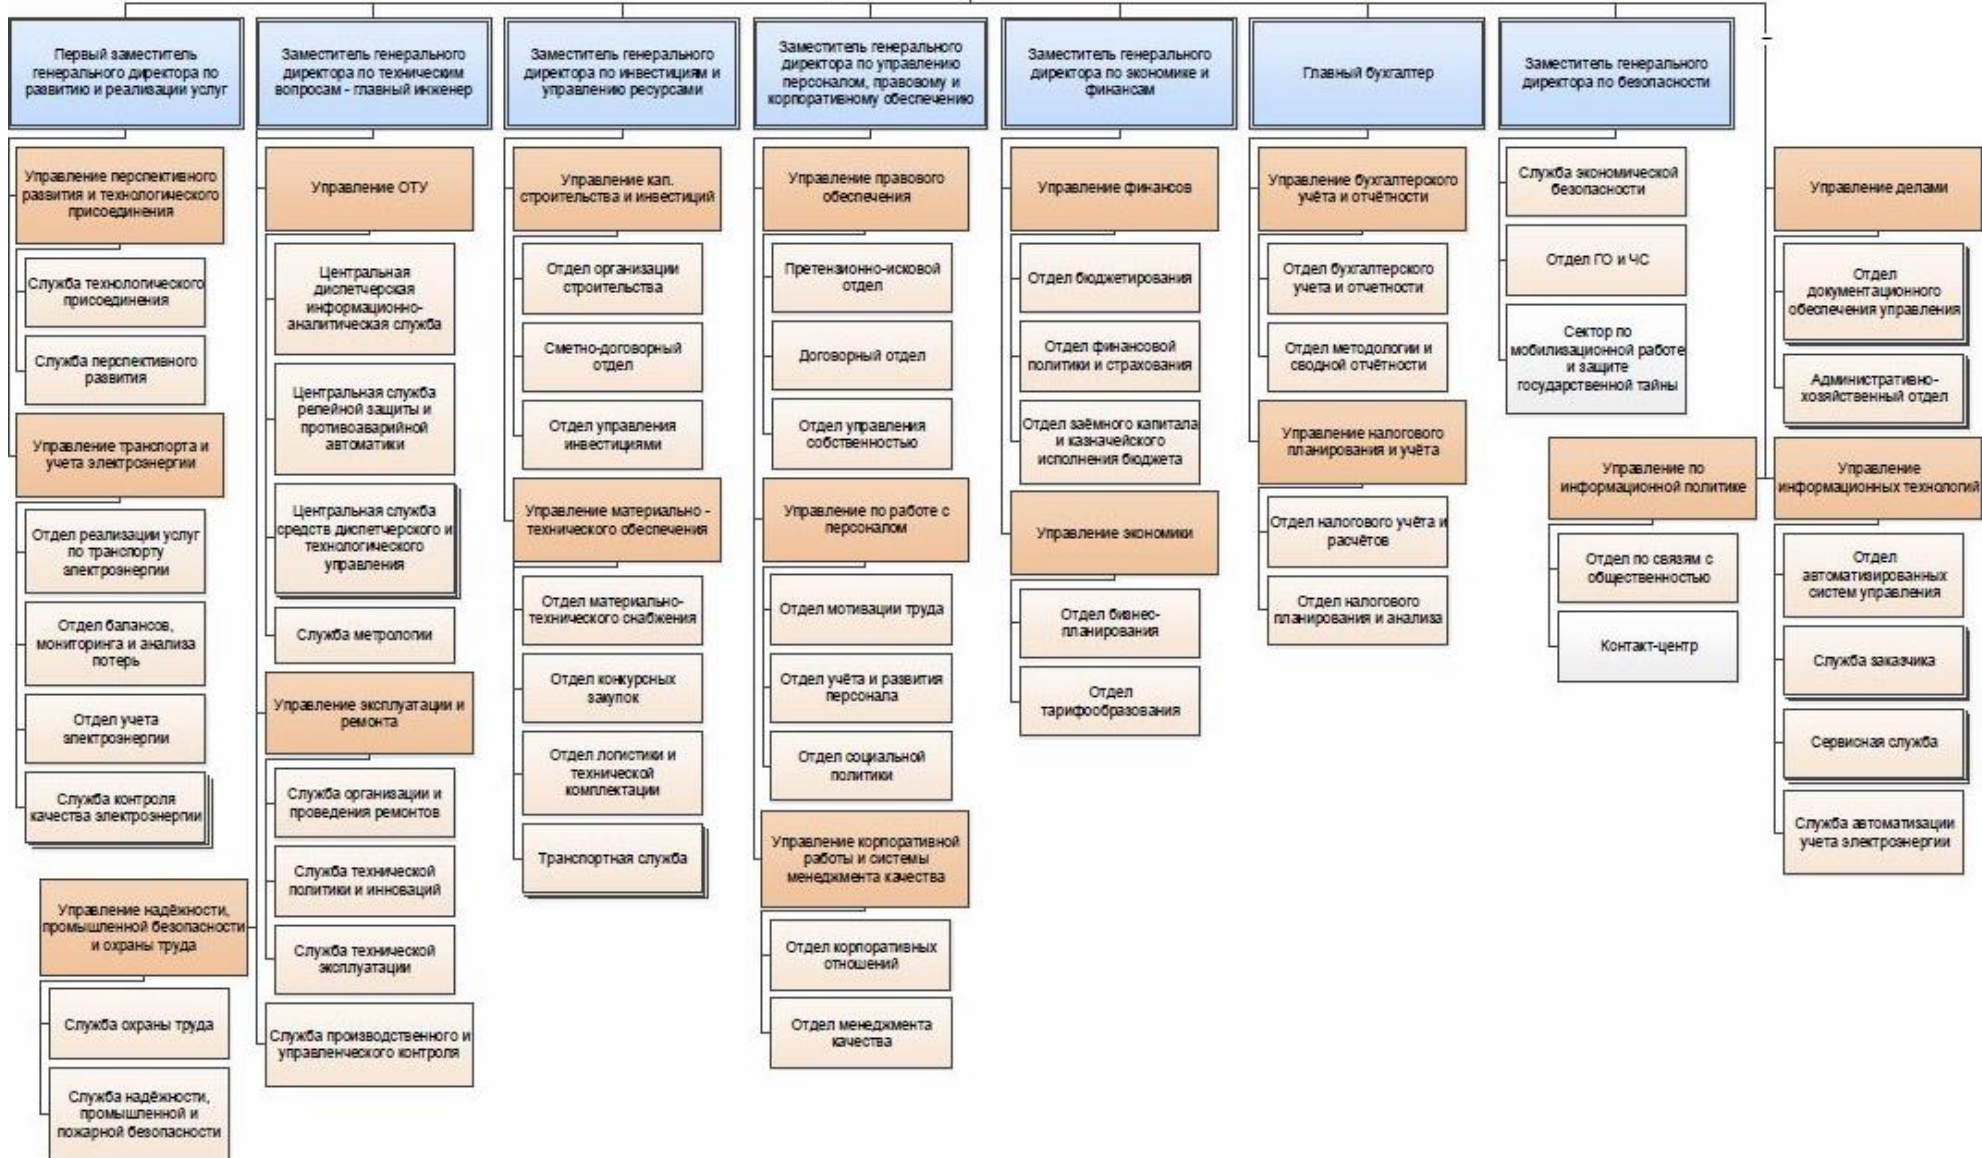 Первый заместитель
генерального директора по
развитию и реализации услуг
Заместитель генерального
директора по техническим
вопросам - главный инженер
Заместитель генерального
директора по инвестициям и
управлению ресурсами
Заместитель генерального
директора по управлению
персоналом, правовому и
корпоративному обеспечению
Заместитель генерального
директора по экономике и
финансам
Главный бухгалтер
Заместитель генерального
директора по безопасности
Управление перспективного
развития и технологического
присоединения
Служба технологического
присоединения
Служба перспективного
развития
Управление транспорта и
учета электроэнергии
Отдел реализации услуг
по транспорту
электроэнергии
Отдел балансов,
мониторинга и анализа
потерь
Отдел учета
электроэнергии
Служба контроля
качества электроэнергии
Управление надёжности,
промышленной безопасности
и охраны труда
Служба охраны труда
Служба надёжности,
промышленной и
пожарной безопасности
Управление ОТУ
Центральная
диспетчерская
информационно-
аналитическая служба
Центральная служба
релейной защиты и
противоаварийной
автоматики
Центральная служба
средств диспетчерского и
технологического
управления
Служба метрологии
Управление эксплуатации и
ремонта
Служба организации и
проведения ремонтов
Служба технической
политики и инноваций
Служба технической
эксплуатации
Служба производственного и
управленческого контроля
Управление кап.
строительства и инвестиций
Отдел организации
строительства
Сметно-договорный
отдел
Отдел управления
инвестициями
Управление материально -
технического обеспечения
Отдел материально-
технического снабжения
Отдел конкурсных
закупок
Отдел логистики и
технической
комплектации
Транспортная служба
Управление правового
обеспечения
Претензионно-исковой
отдел
Договорный отдел
Отдел управления
собственностью
Управление по работе с
персоналом
Отдел мотивации труда
Отдел учёта и развития
персонала
Отдел социальной
политики
Управление корпоративной
работы и системы
менеджмента качества
Отдел корпоративных
отношений
Отдел менеджмента
качества
Управление финансов
Отдел бюджетирования
Отдел финансовой
политики и страхования
Отдел заёмного капитала
и казначейского
исполнения бюджета
Управление экономики
Отдел бизнес-
планирования
Отдел
тарифообразования
Управление бухгалтерского
учёта и отчётности
Отдел бухгалтерского
учета и отчетности
Отдел методологии и
сводной отчётности
Управление налогового
планирования и учёта
Отдел налогового учёта и
расчётов
Отдел налогового
планирования и анализа
Служба экономической
безопасности
Отдел ГО и ЧС
Сектор по
мобилизационной работе
и защите
государственной тайны
Управление по
информационной политике
Отдел по связям с
общественностью
Контакт-центр
Управление делами
Отдел
документационного
обеспечения управления
Административно-
хозяйственный отдел
Управление
информационных технологий
Отдел
автоматизированных
систем управления
Служба заказчика
Сервисная служба
Служба автоматизации
учета электроэнергии